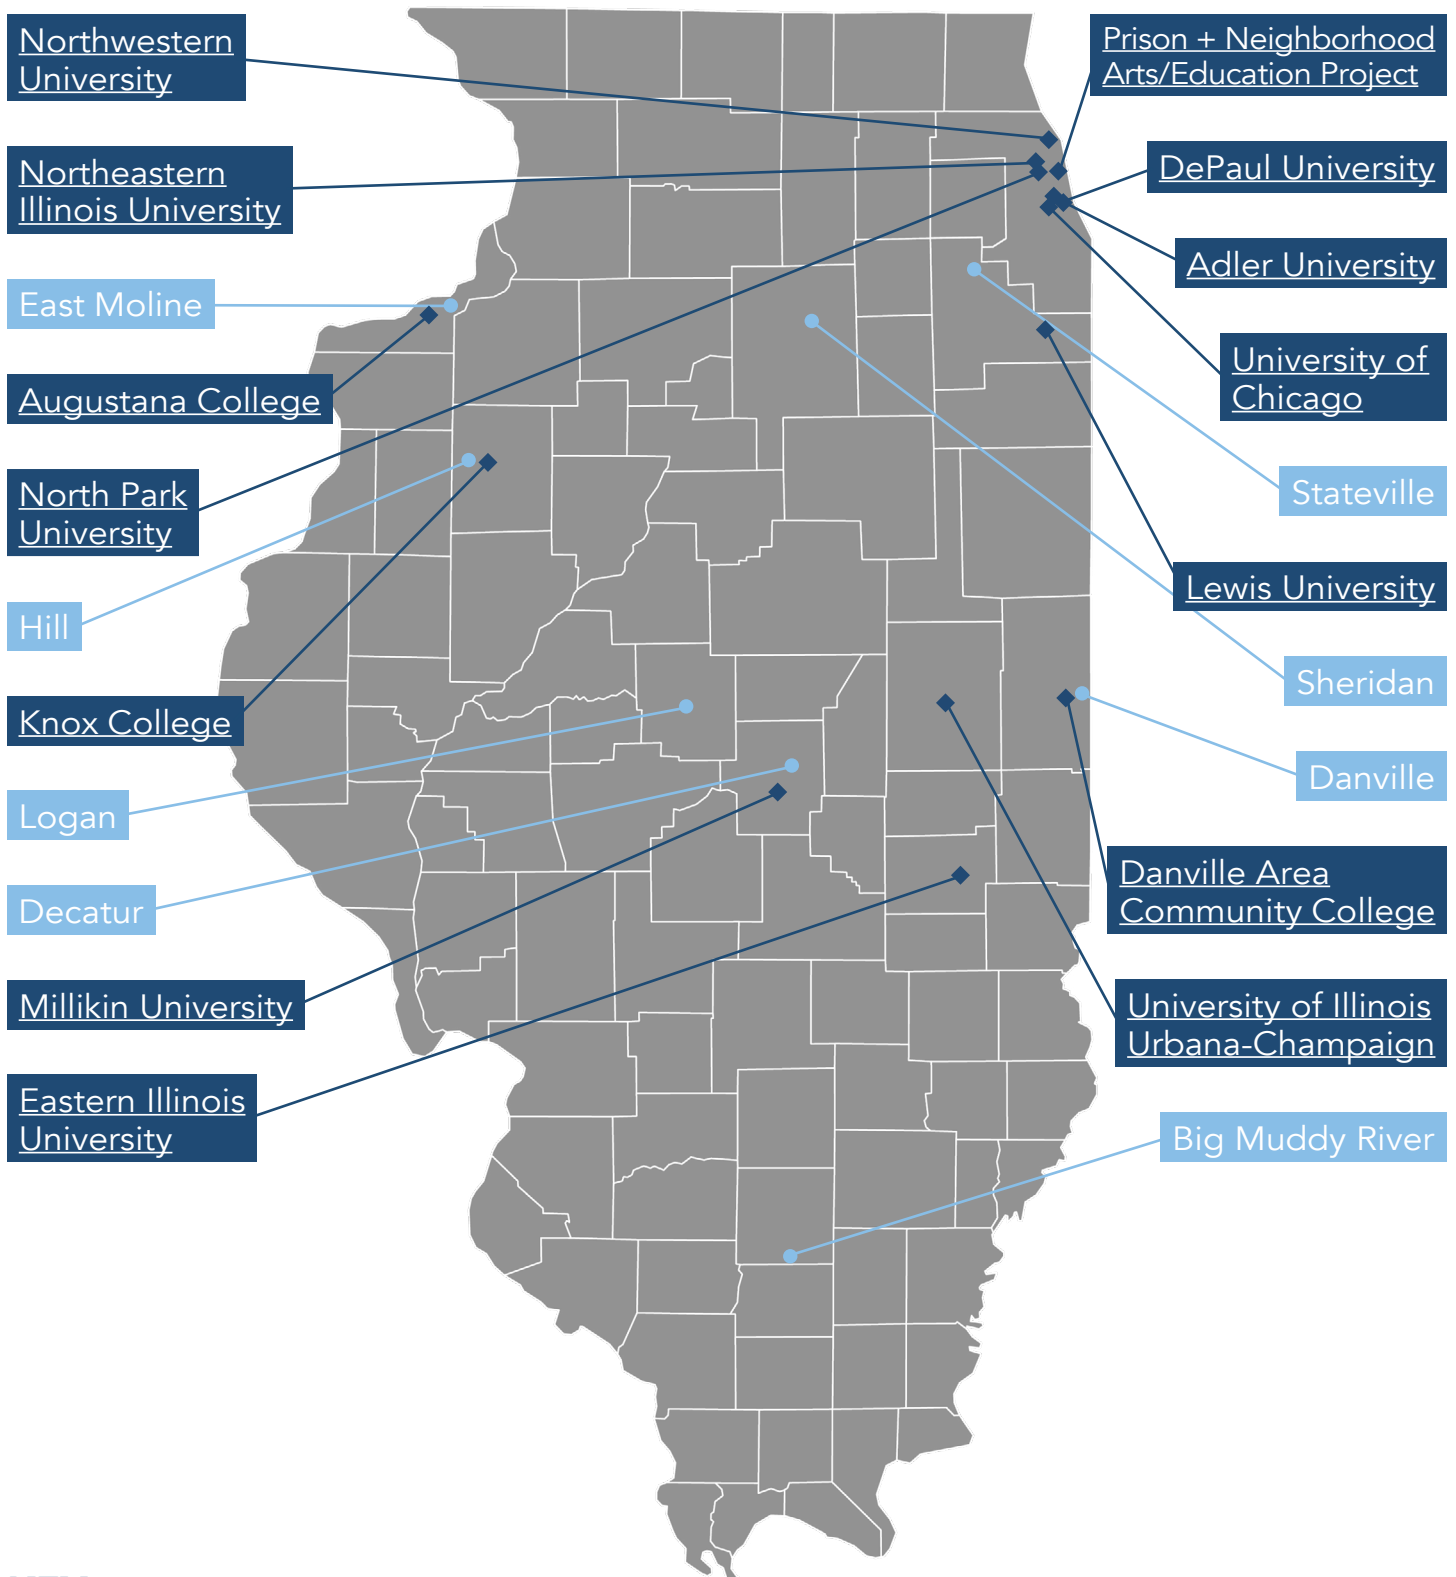 Northwestern
University
Prison + Neighborhood
Arts/Education Project
Northeastern
Illinois University
DePaul University
Adler University
East Moline
University of
Chicago
Augustana College
North Park
University
Stateville
Lewis University
Hill
Sheridan
Knox College
Danville
Logan
Danville Area
Community College
Decatur
Millikin University
University of Illinois
Urbana-Champaign
Eastern Illinois
University
Big Muddy River